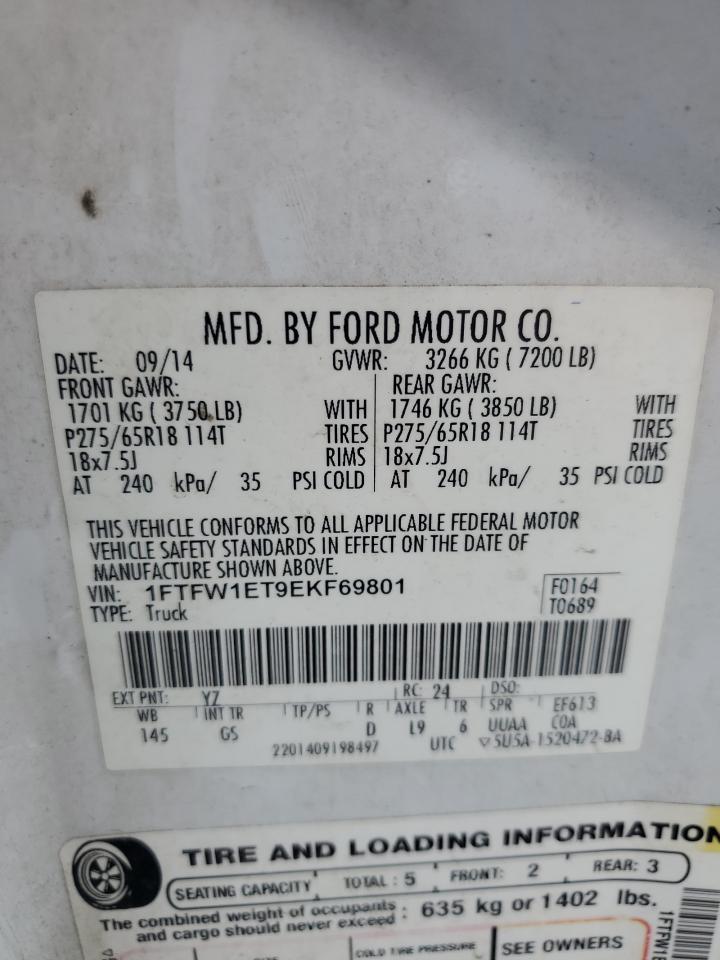 MFD. BY FORD MOTOR CO.
DATE: 09/14 GVWR: 3266 KG ( 7200 LB)
FRONT GAWR: REAR GAWR:
1701 KG ( 3750 LB) WITH 1746 KG ( 3850 LB) WITH
P275/65R18 114T TIRES P275/65R18 114T TIRES
18x7.5J RIMS 18x7.5J RIMS
AT 240 kPa/ 35 PSI COLD AT 240 kPa/ 35 PSI COLD
THIS VEHICLE CONFORMS TO ALL APPLICABLE FEDERAL MOTOR
VEHICLE SAFETY STANDARDS IN EFFECT ON THE DATE OF
MANUFACTURE SHOWN ABOVE.
VIN: 1FTFW1ET9EKF69801 F0164
TYPE: Truck T0689
EXT PNT: YZ RC: 24 DSO:
WB INT TR TP/PS R AXLE TR SPR EF613
145 GS D L9 6 UUAA COA
2201409198497 UTC ▽5U5A-1520472-BA
TIRE AND LOADING INFORMATION
SEATING CAPACITY TOTAL : 5 FRONT: 2 REAR: 3
The combined weight of occupants : 635 kg or 1402 lbs.
and cargo should never exceed
COLD TIRE PRESSURE SEE OWNERS
1FTFW1E